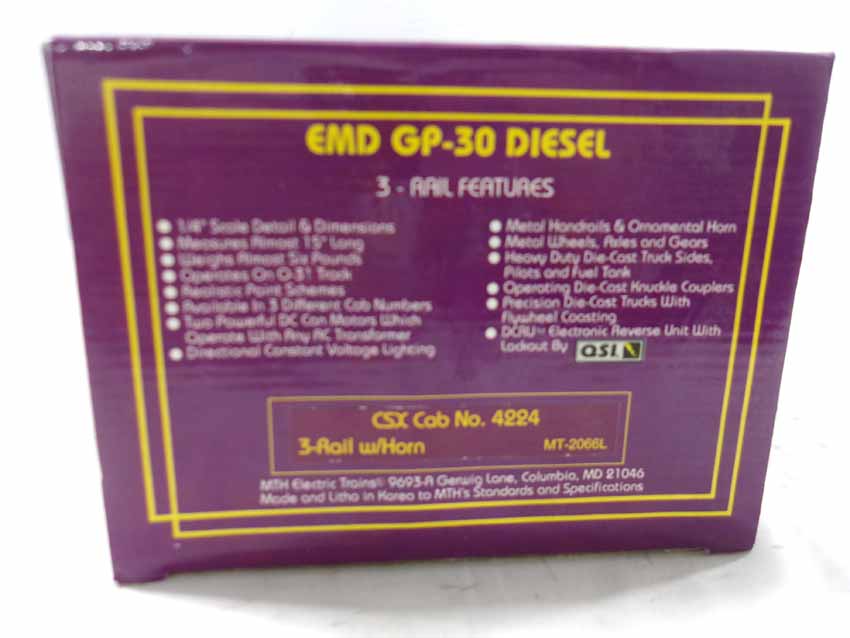 EMD GP-30 DIESEL
3 - RAIL FEATURES
1/4" Scale Detail & Dimensions
Measures Almost 15" Long
Weighs Almost Six Pounds
Operates On O-31 Track
Realistic Paint Schemes
Available In 3 Different Cab Numbers
Two Powerful DC Can Motors Which
Operate With Any AC Transformer
Directional Constant Voltage Lighting
Metal Handrails & Ornamental Horn
Metal Wheels, Axles and Gears
Heavy Duty Die-Cast Truck Sides,
Pilots and Fuel Tank
Operating Die-Cast Knuckle Couplers
Precision Die-Cast Trucks With
Flywheel Coasting
DCRU™ Electronic Reverse Unit With
Lockout By QSI
CSX Cab No. 4224
3-Rail w/Horn MT-2066L
MTH Electric Trains® 9693-A Gerwig Lane, Columbia, MD 21046
Made and Litho in Korea to MTH's Standards and Specifications